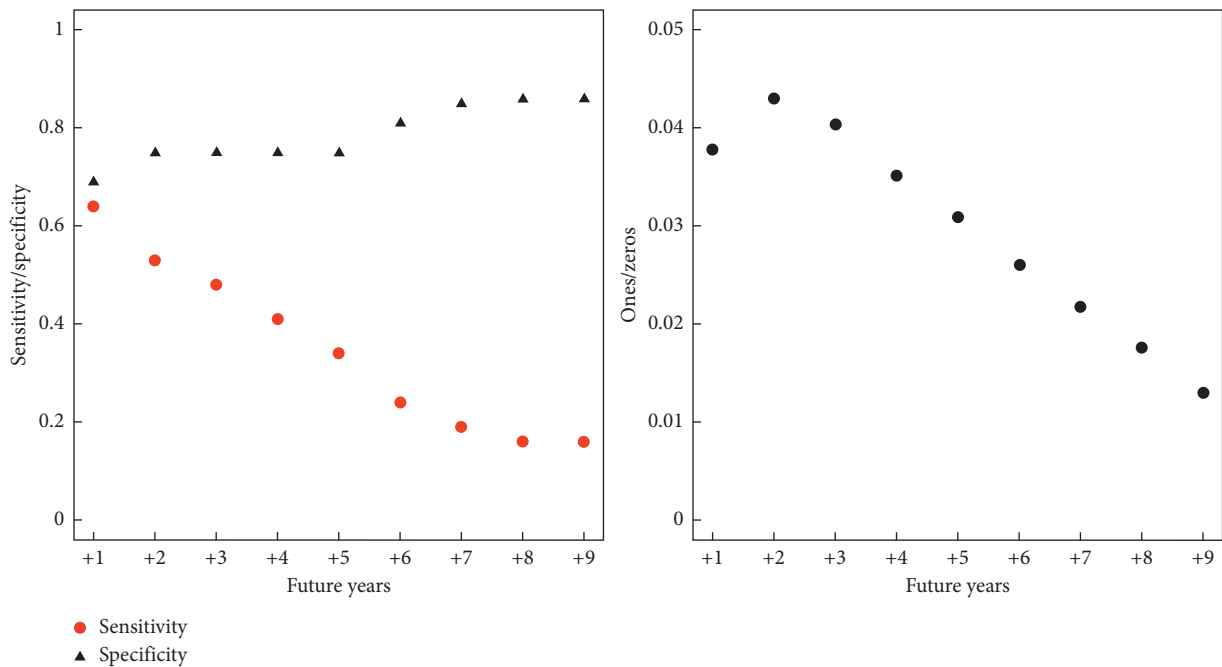 1
0.8
0.6
0.4
0.2
0
Sensitivity/specificity
+1 +2 +3 +4 +5 +6 +7 +8 +9
Future years
Sensitivity
Specificity
0.05
0.04
0.03
0.02
0.01
0
Ones/zeros
+1 +2 +3 +4 +5 +6 +7 +8 +9
Future years